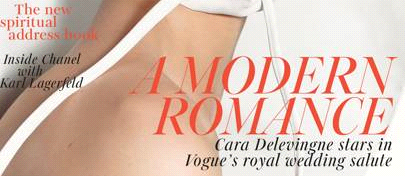 The new
spiritual
address book
Inside Chanel
with
Karl Lagerfeld
A MODERN
ROMANCE
Cara Delevingne stars in
Vogue's royal wedding salute